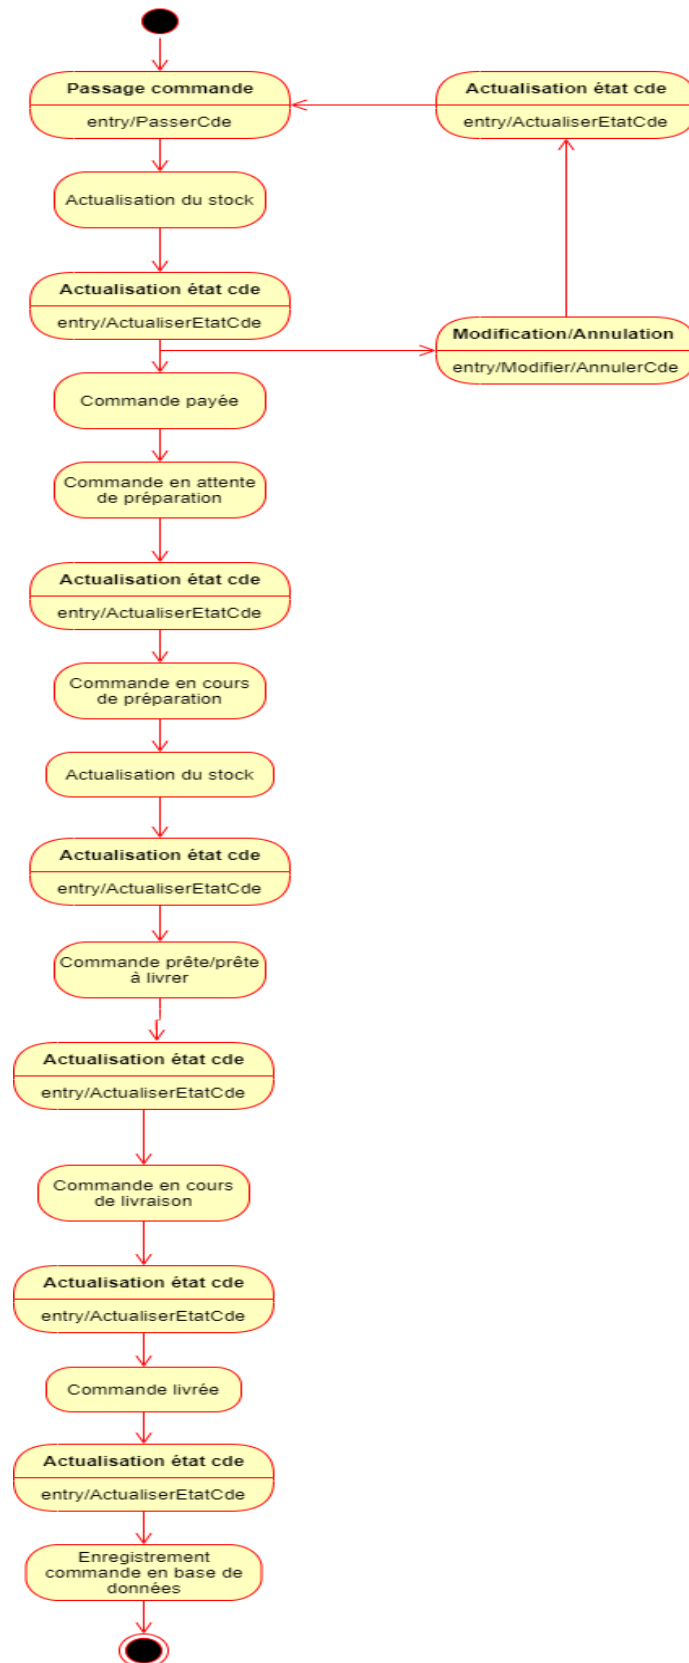 Passage commande
entry/PasserCde
Actualisation état cde
entry/ActualiserEtatCde
Actualisation du stock
Actualisation état cde
entry/ActualiserEtatCde
Modification/Annulation
entry/Modifier/AnnulerCde
Commande payée
Commande en attente
de préparation
Actualisation état cde
entry/ActualiserEtatCde
Commande en cours
de préparation
Actualisation du stock
Actualisation état cde
entry/ActualiserEtatCde
Commande prête/prête
à livrer
Actualisation état cde
entry/ActualiserEtatCde
Commande en cours
de livraison
Actualisation état cde
entry/ActualiserEtatCde
Commande livrée
Actualisation état cde
entry/ActualiserEtatCde
Enregistrement
commande en base de
données